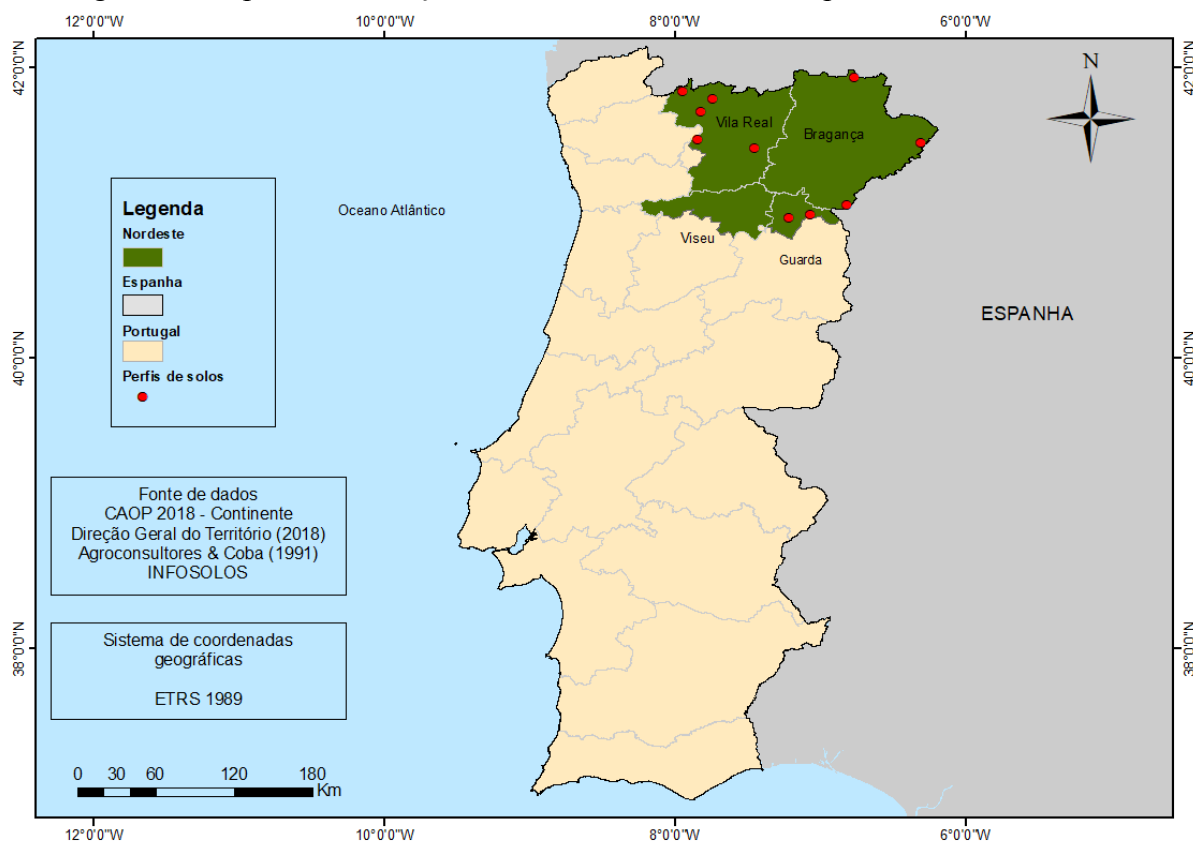 12°0'0"W 10°0'0"W 8°0'0"W 6°0'0"W
42°0'0"N
42°0'0"N
N
Vila Real
Bragança
Legenda
Nordeste
Espanha
Portugal
Perfis de solos
Oceano Atlântico
Viseu
Guarda
ESPANHA
40°0'0"N
40°0'0"N
Fonte de dados
CAOP 2018 - Continente
Direção Geral do Território (2018)
Agroconsultores & Coba (1991)
INFOSOLOS
Sistema de coordenadas
geográficas
ETRS 1989
38°0'0"N
38°0'0"N
0 30 60 120 180
Km
12°0'0"W 10°0'0"W 8°0'0"W 6°0'0"W